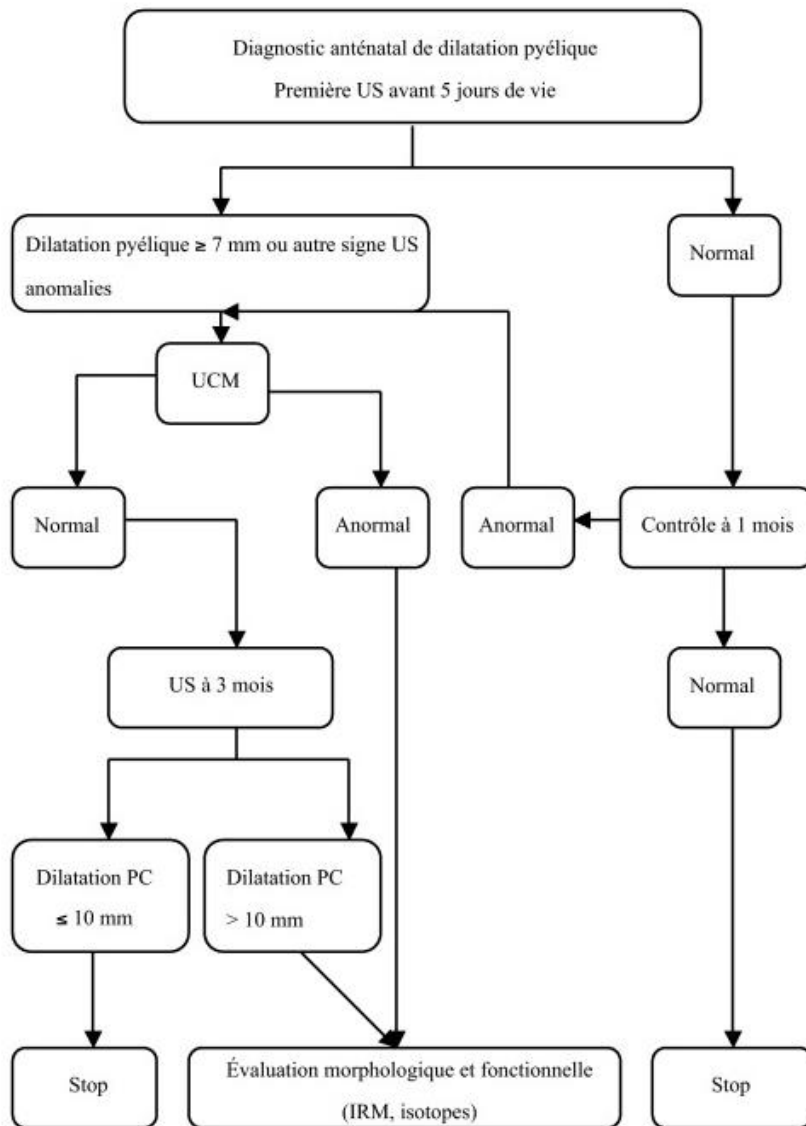 Diagnostic anténatal de dilatation pyélique
Première US avant 5 jours de vie
Dilatation pyélique ≥ 7 mm ou autre signe US
anomalies
Normal
UCM
Normal
Anormal
Anormal
Contrôle à 1 mois
US à 3 mois
Normal
Dilatation PC
≤ 10 mm
Dilatation PC
> 10 mm
Stop
Évaluation morphologique et fonctionnelle
(IRM, isotopes)
Stop